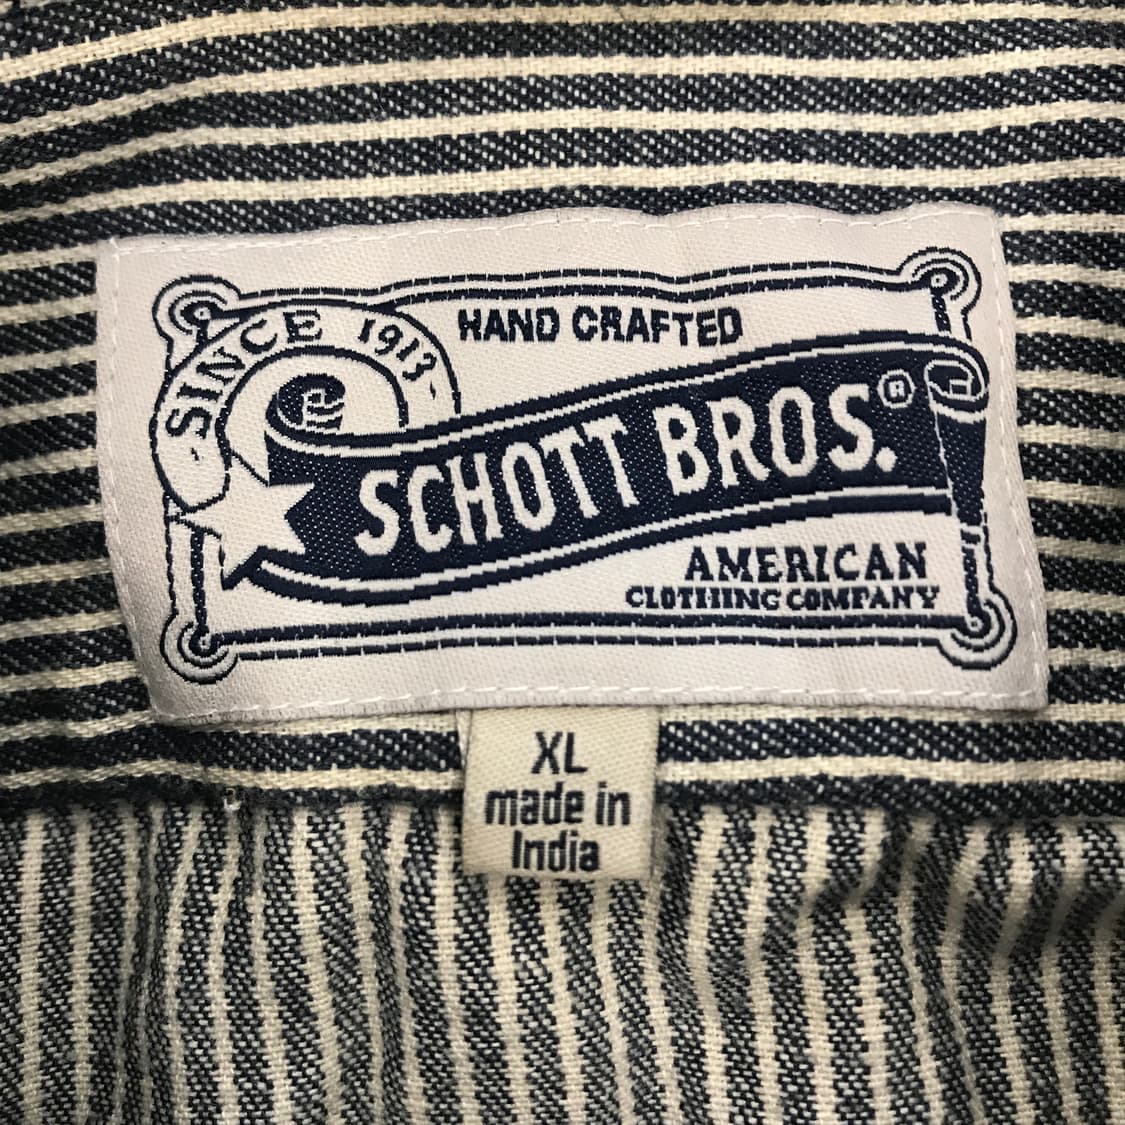 HAND CRAFTED
- SINCE 1913 -
SCHOTT BROS.®
AMERICAN
CLOTHING COMPANY
XL
made in
India